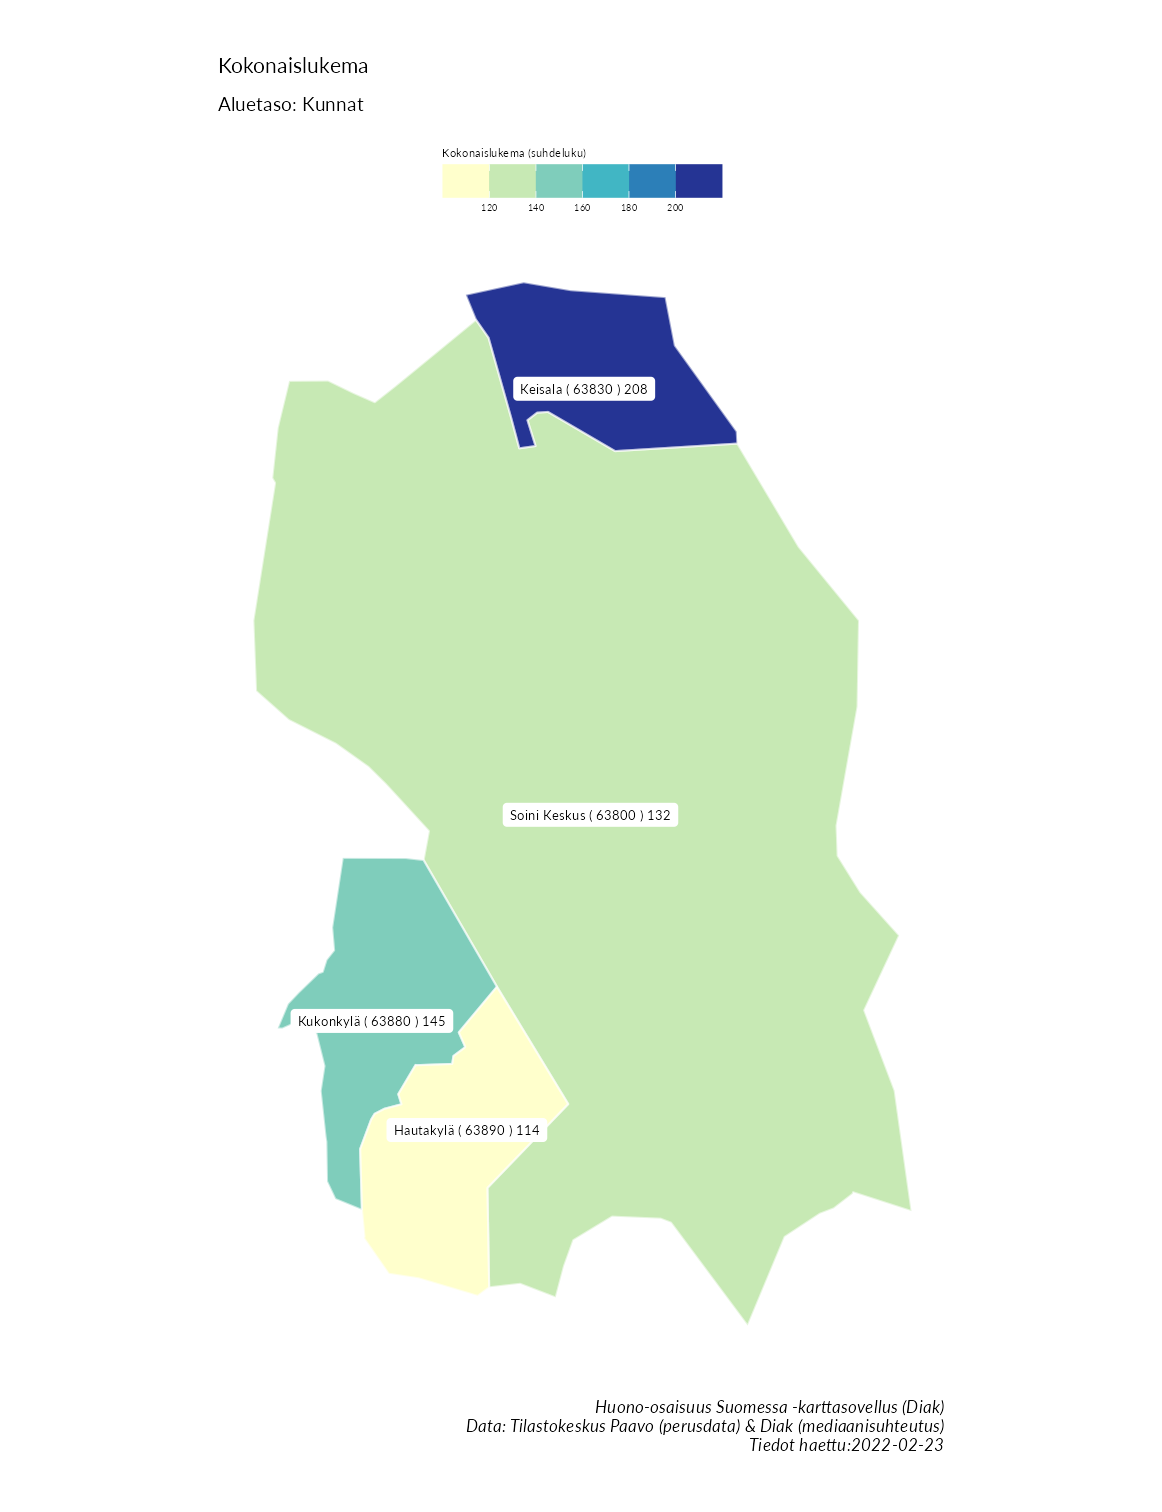 Kokonaislukema
Aluetaso: Kunnat
Kokonaislukema (suhdeluku)
120 140 160 180 200
Keisala ( 63830 ) 208
Soini Keskus ( 63800 ) 132
Kukonkylä ( 63880 ) 145
Hautakylä ( 63890 ) 114
Huono-osaisuus Suomessa -karttasovellus (Diak)
Data: Tilastokeskus Paavo (perusdata) & Diak (mediaanisuhteutus)
Tiedot haettu:2022-02-23